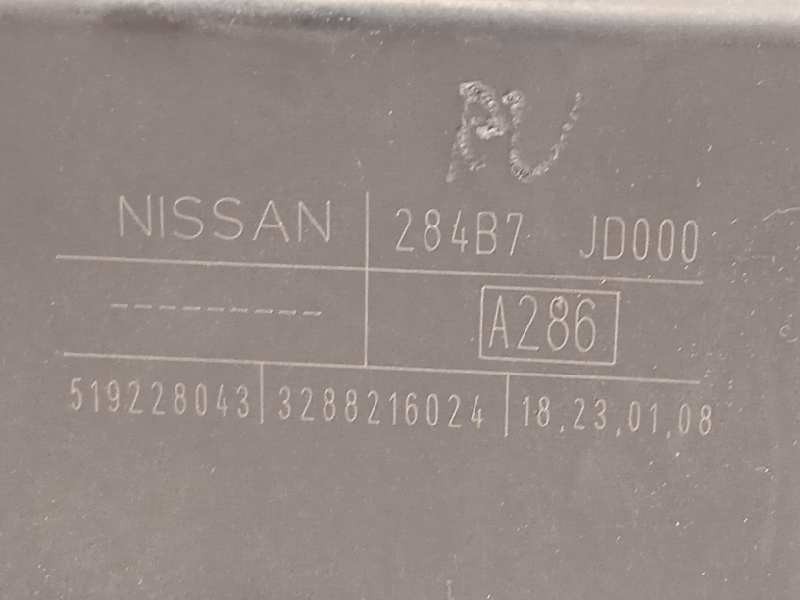 NISSAN 284B7 JD000
--------- A286
519228043 3288216024 18,23,01,08